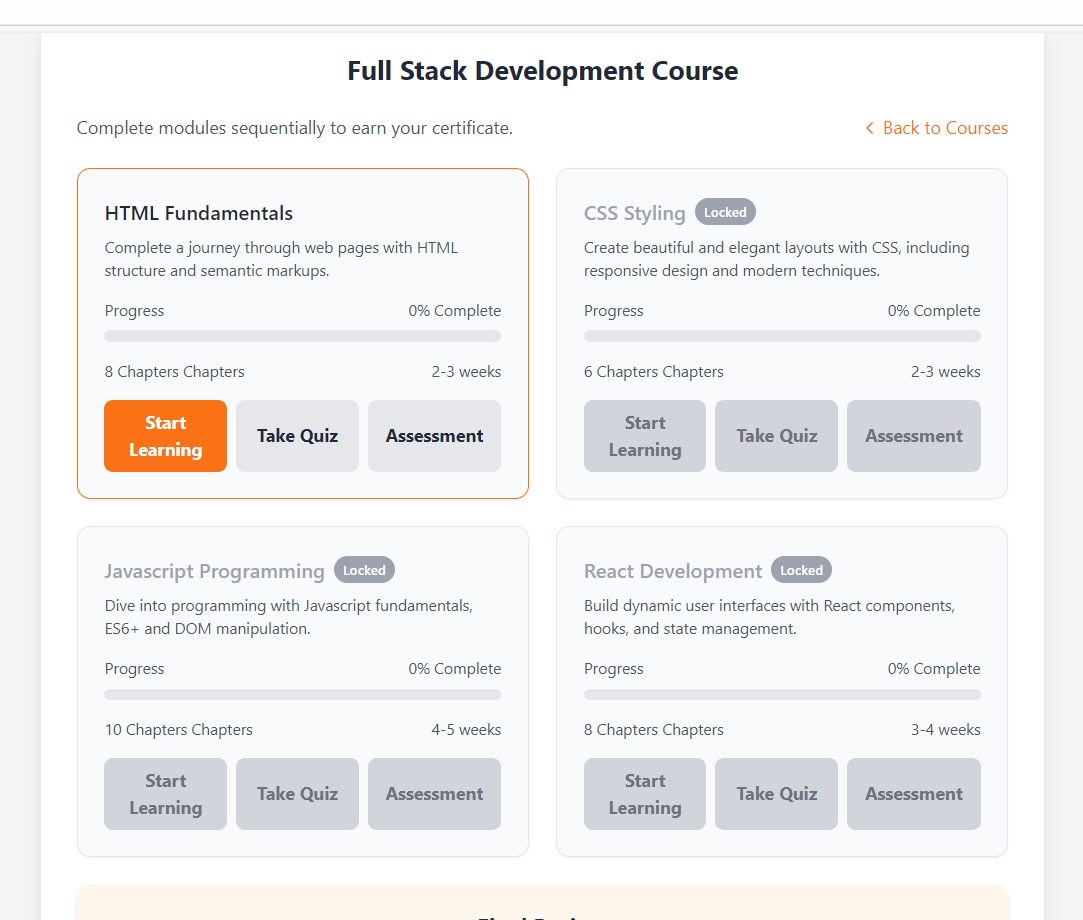 Full Stack Development Course
Complete modules sequentially to earn your certificate.
Back to Courses
HTML Fundamentals
Complete a journey through web pages with HTML
structure and semantic markups.
Progress
0% Complete
8 Chapters Chapters
2-3 weeks
Start
Learning
Take Quiz
Assessment
CSS Styling
Locked
Create beautiful and elegant layouts with CSS, including
responsive design and modern techniques.
Progress
0% Complete
6 Chapters Chapters
2-3 weeks
Start
Learning
Take Quiz
Assessment
Javascript Programming
Locked
Dive into programming with Javascript fundamentals,
ES6+ and DOM manipulation.
Progress
0% Complete
10 Chapters Chapters
4-5 weeks
Start
Learning
Take Quiz
Assessment
React Development
Locked
Build dynamic user interfaces with React components,
hooks, and state management.
Progress
0% Complete
8 Chapters Chapters
3-4 weeks
Start
Learning
Take Quiz
Assessment